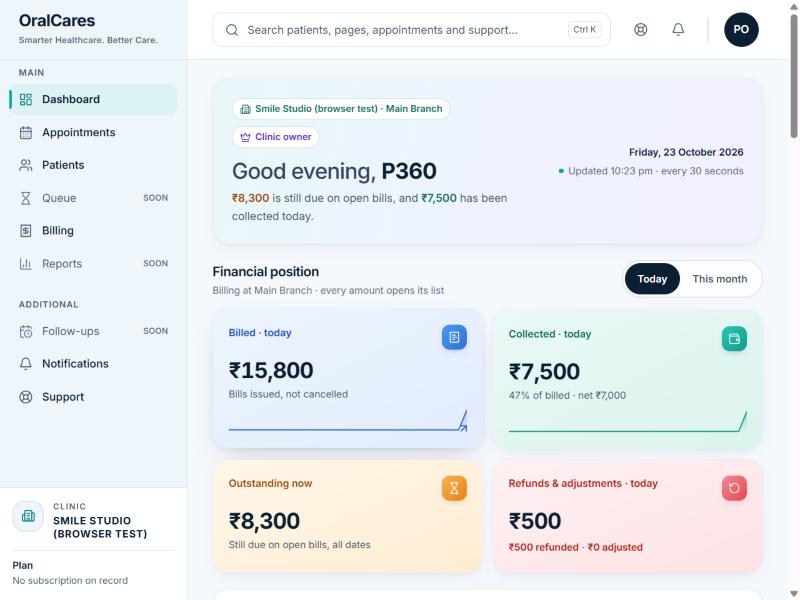 OralCares
Smarter Healthcare. Better Care.
MAIN
Dashboard
Appointments
Patients
Queue SOON
Billing
Reports SOON
ADDITIONAL
Follow-ups SOON
Notifications
Support
CLINIC
SMILE STUDIO
(BROWSER TEST)
Plan
No subscription on record
Search patients, pages, appointments and support... Ctrl K
PO
Smile Studio (browser test) · Main Branch
Clinic owner
Good evening, P360
₹8,300 is still due on open bills, and ₹7,500 has been
collected today.
Friday, 23 October 2026
Updated 10:23 pm · every 30 seconds
Financial position
Billing at Main Branch · every amount opens its list
Today This month
Billed · today
₹15,800
Bills issued, not cancelled
Collected · today
₹7,500
47% of billed · net ₹7,000
Outstanding now
₹8,300
Still due on open bills, all dates
Refunds & adjustments · today
₹500
₹500 refunded · ₹0 adjusted